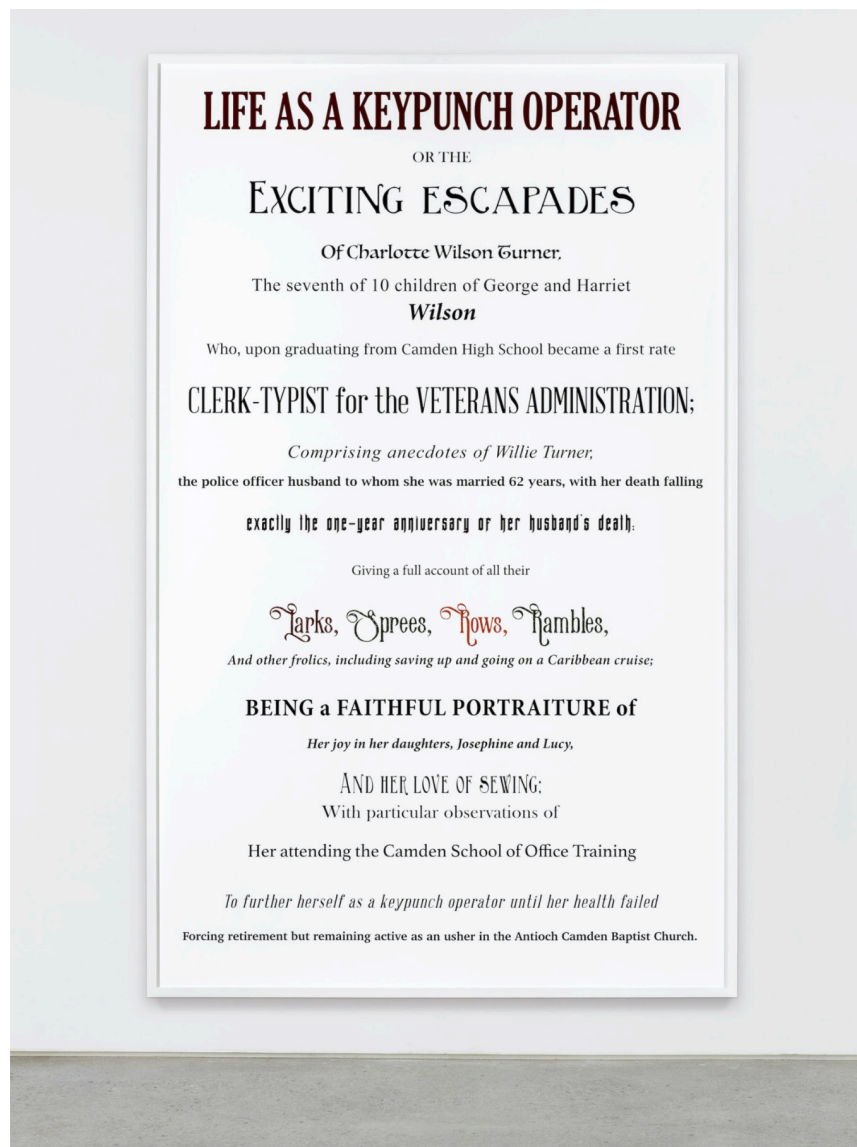 LIFE AS A KEYPUNCH OPERATOR
OR THE
EXCITING ESCAPADES
Of Charlotte Wilson Turner,
The seventh of 10 children of George and Harriet
Wilson
Who, upon graduating from Camden High School became a first rate
CLERK-TYPIST for the VETERANS ADMINISTRATION;
Comprising anecdotes of Willie Turner,
the police officer husband to whom she was married 62 years, with her death falling
exactly the one-year anniversary of her husband's death:
Giving a full account of all their
Larks, Sprees, Rows, Rambles,
And other frolics, including saving up and going on a Caribbean cruise;
BEING a FAITHFUL PORTRAITURE of
Her joy in her daughters, Josephine and Lucy,
AND HER LOVE OF SEWING:
With particular observations of
Her attending the Camden School of Office Training
To further herself as a keypunch operator until her health failed
Forcing retirement but remaining active as an usher in the Antioch Camden Baptist Church.